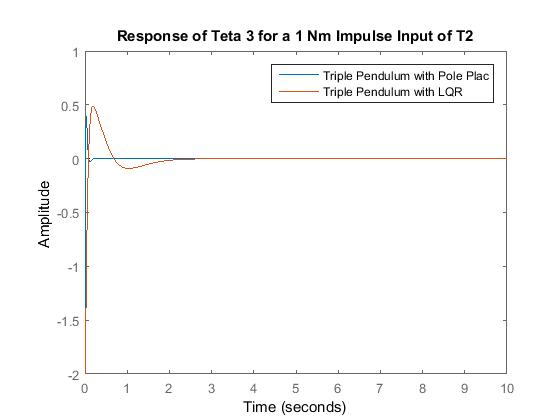 Response of Teta 3 for a 1 Nm Impulse Input of T2
Triple Pendulum with Pole Plac
Triple Pendulum with LQR
1
0.5
0
-0.5
-1
-1.5
-2
Amplitude
0 1 2 3 4 5 6 7 8 9 10
Time (seconds)